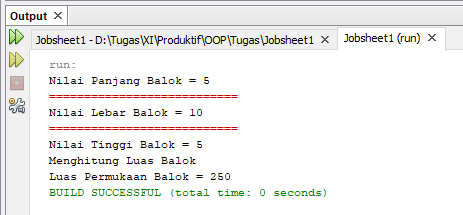 Output ×
Jobsheet1 - D:\Tugas\XI\Produktif\OOP\Tugas\Jobsheet1 × Jobsheet1 (run) ×
run:
Nilai Panjang Balok = 5
===========================
Nilai Lebar Balok = 10
===========================
Nilai Tinggi Balok = 5
Menghitung Luas Balok
Luas Permukaan Balok = 250
BUILD SUCCESSFUL (total time: 0 seconds)